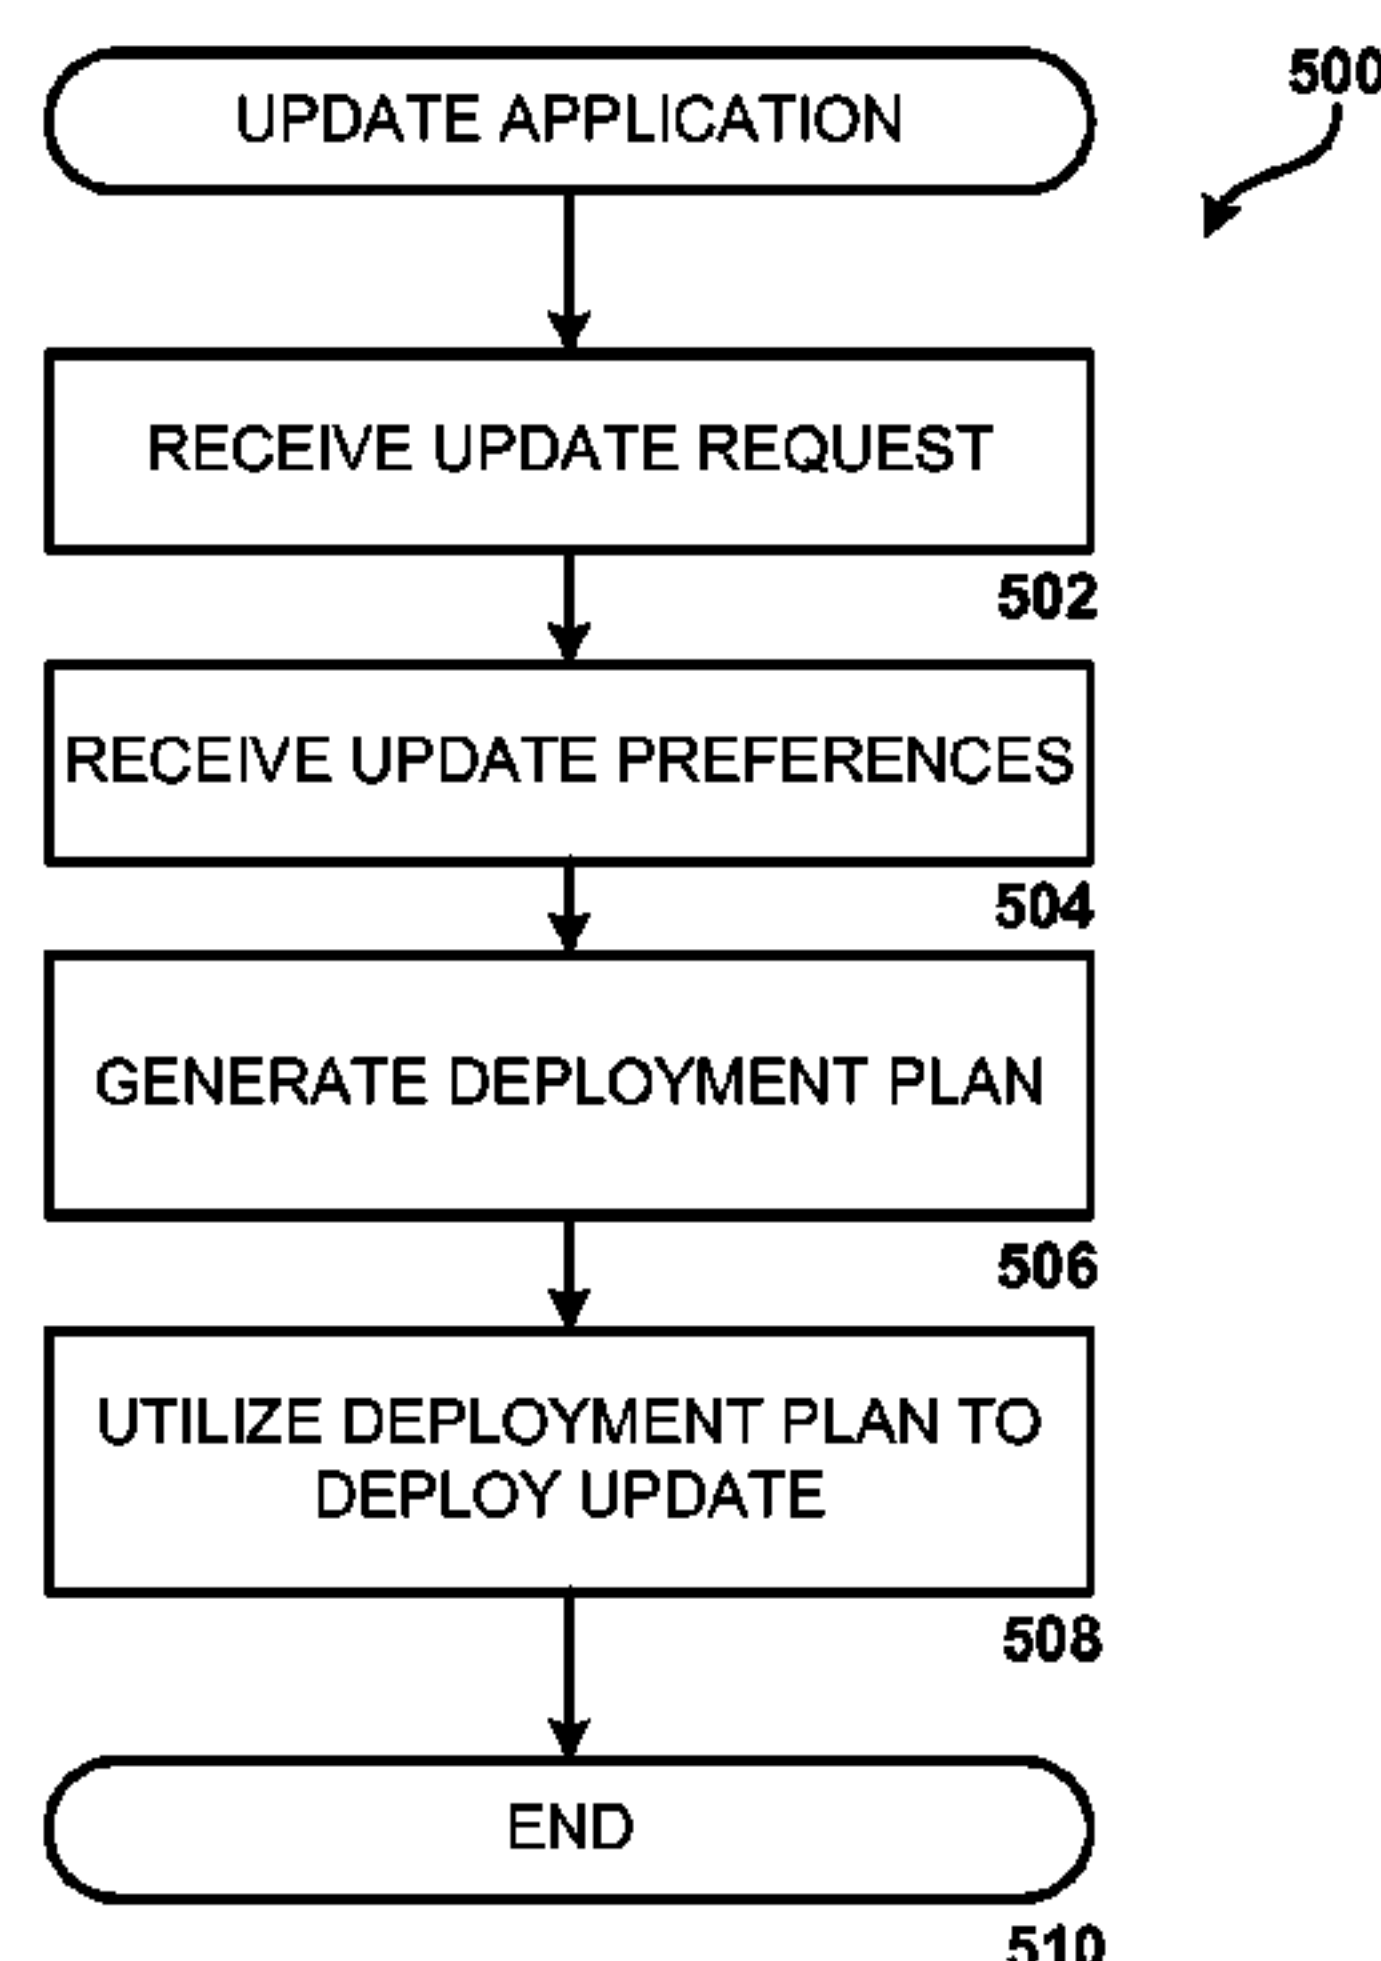 UPDATE APPLICATION
500
RECEIVE UPDATE REQUEST
502
RECEIVE UPDATE PREFERENCES
504
GENERATE DEPLOYMENT PLAN
506
UTILIZE DEPLOYMENT PLAN TO
DEPLOY UPDATE
508
END
510